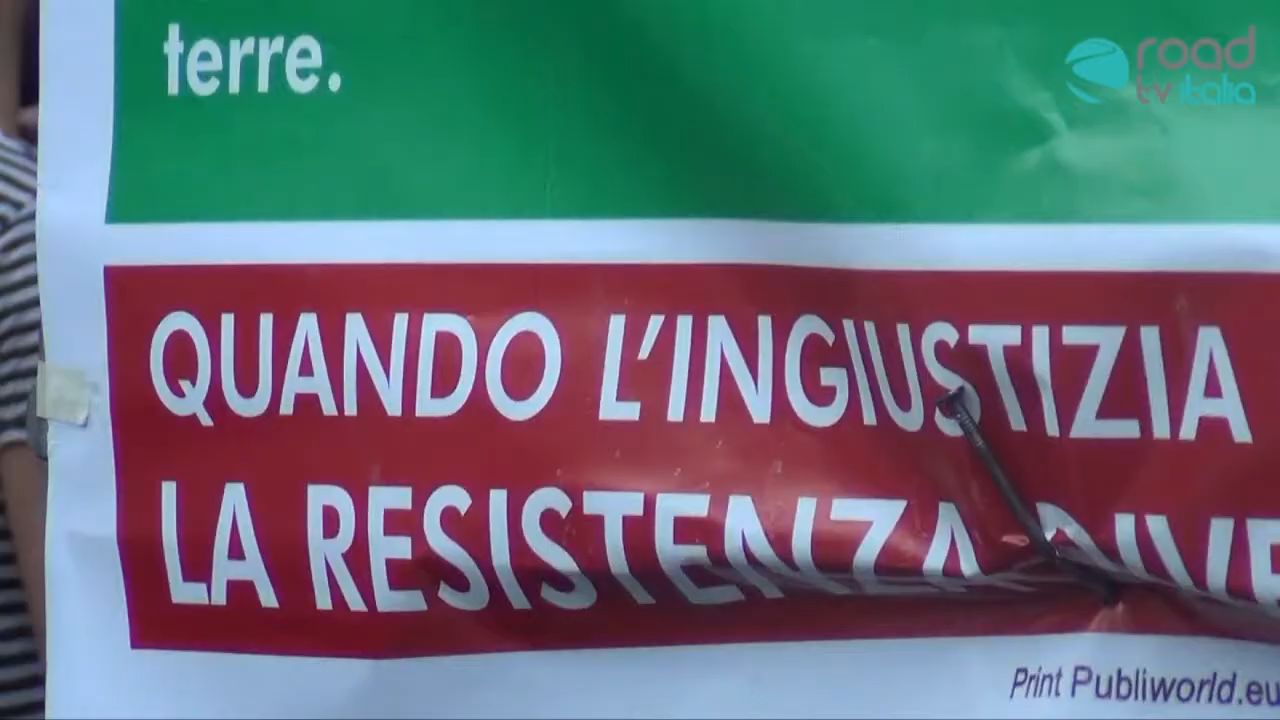 terre.
road
tv italia
QUANDO L'INGIUSTIZIA
LA RESISTENZA
Print Publiworld.eu